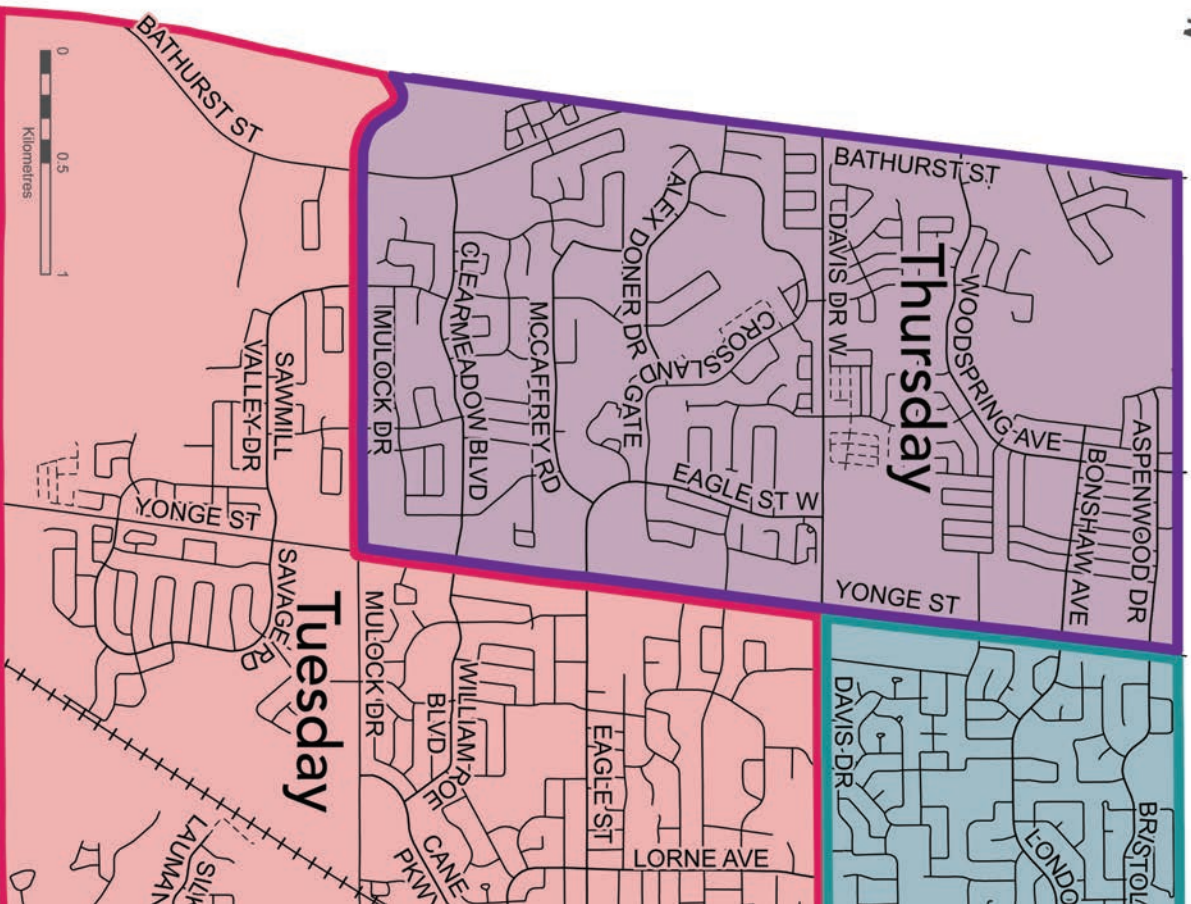 BATHURST ST
0
0.5
1
Kilometres
BATHURST ST
ALEX DONER DR
DAVIS DR W
Thursday
WOODSPRING AVE
CLEARMEADOW BLVD
MCCAFFREY RD
CROSSLAND
GATE
MULOCK DR
SAWMILL
VALLEY DR
EAGLE ST W
ASPENWOOD DR
BONSHAW AVE
YONGE ST
YONGE ST
SAVAGE RD
Tuesday
MULOCK DR
WILLIAM ROE
BLVD
EAGLE ST
DAVIS DR
LORNE AVE
CANE
PKWY